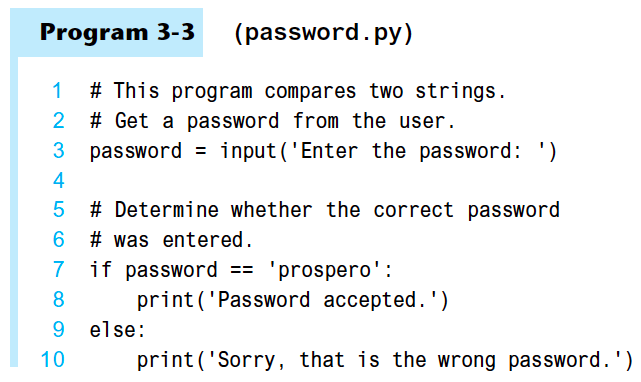 Program 3-3 (password.py)
1 # This program compares two strings.
2 # Get a password from the user.
3 password = input('Enter the password: ')
4
5 # Determine whether the correct password
6 # was entered.
7 if password == 'prospero':
8     print('Password accepted.')
9 else:
10     print('Sorry, that is the wrong password.')